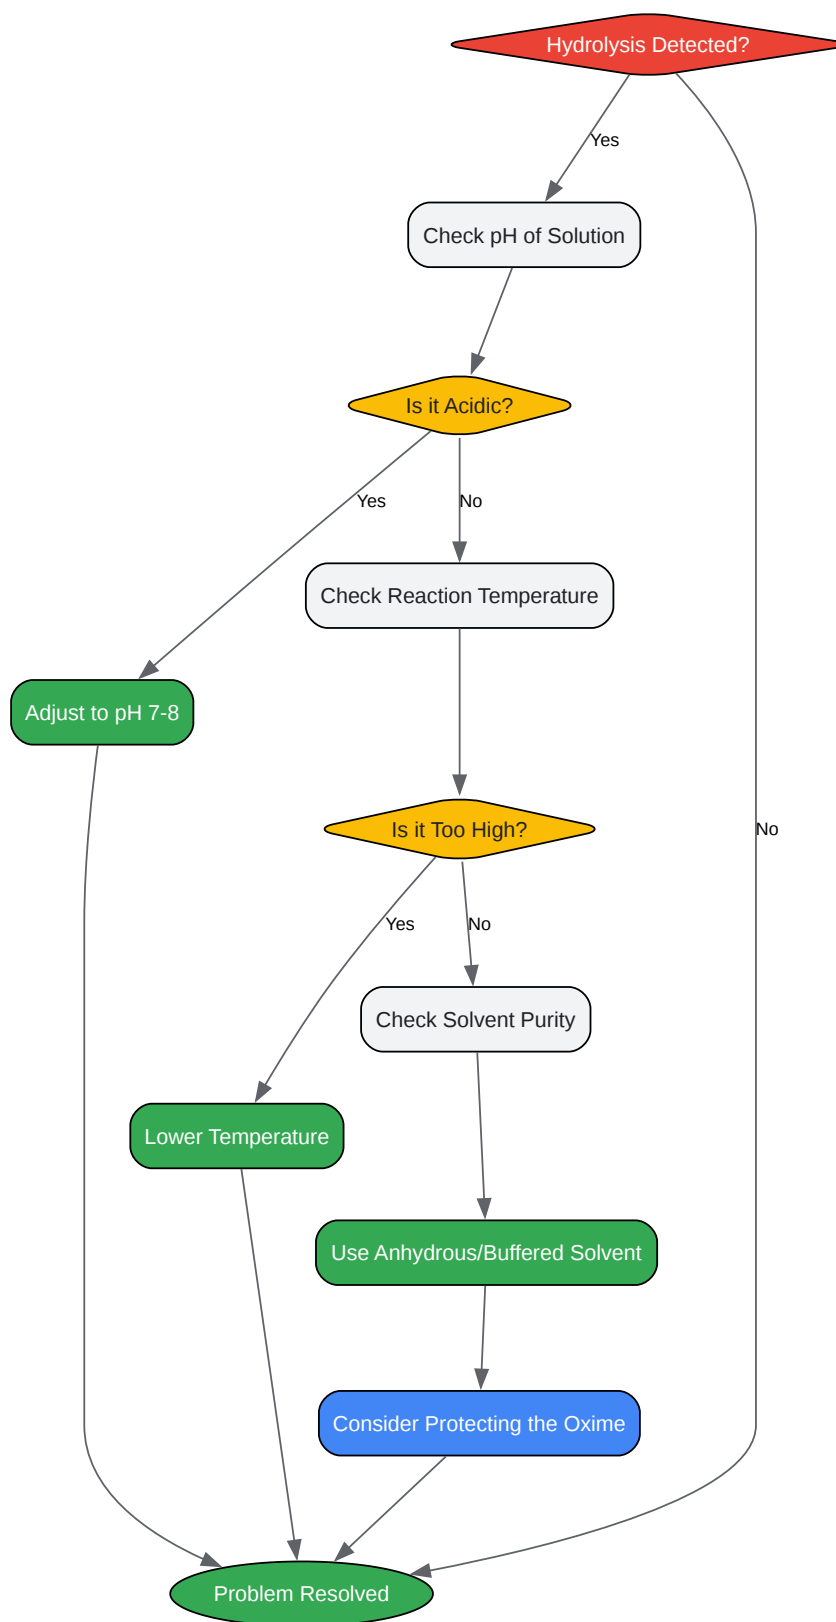 Hydrolysis Detected?
Yes
Check pH of Solution
Is it Acidic?
Yes
No
Check Reaction Temperature
Adjust to pH 7-8
Is it Too High?
No
Yes
No
Check Solvent Purity
Lower Temperature
Use Anhydrous/Buffered Solvent
Consider Protecting the Oxime
Problem Resolved